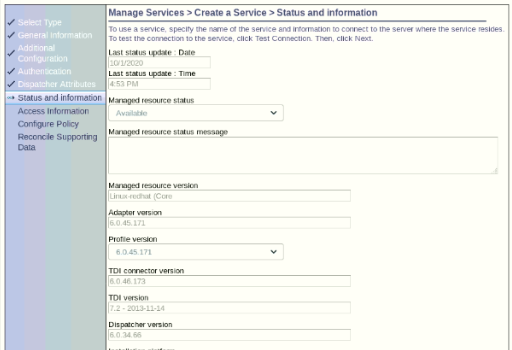 Manage Services > Create a Service > Status and information
Select Type
General Information
Additional
Configuration
Authentication
Dispatcher Attributes
Status and information
Access Information
Configure Policy
Reconcile Supporting
Data
To use a service, specify the name of the service and information to connect to the server where the service resides.
To test the connection to the service, click Test Connection. Then, click Next.
Last status update : Date
10/1/2020
Last status update : Time
4:53 PM
Managed resource status
Available
Managed resource status message
Managed resource version
Linux-redhat (Core
Adapter version
6.0.45.171
Profile version
6.0.45.171
TDI connector version
6.0.46.173
TDI version
7.2 - 2013-11-14
Dispatcher version
6.0.34.66